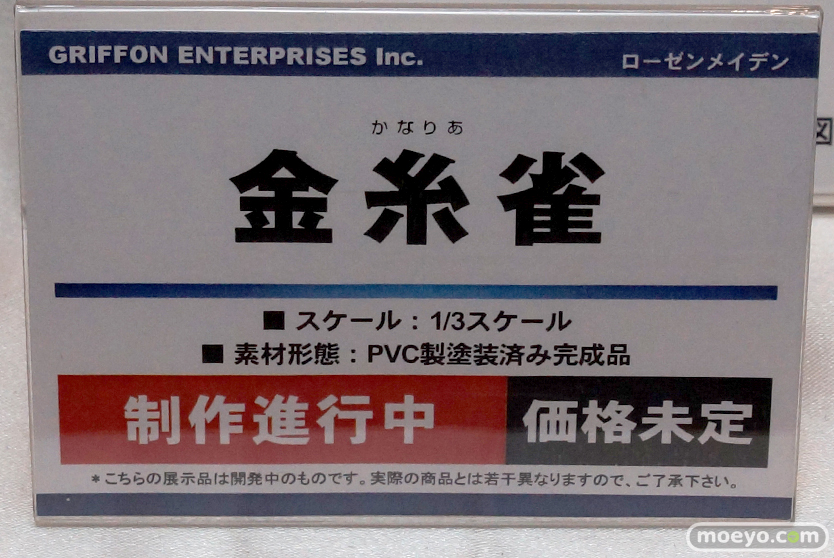 GRIFFON ENTERPRISES Inc. ローゼンメイデン
図
かなりあ
金糸雀
■ スケール：1/3スケール
■ 素材形態：PVC製塗装済み完成品
制作進行中 価格未定
＊こちらの展示品は開発中のものです。実際の商品とは若干異なりますので、ご了承下さい。
moeyo.com